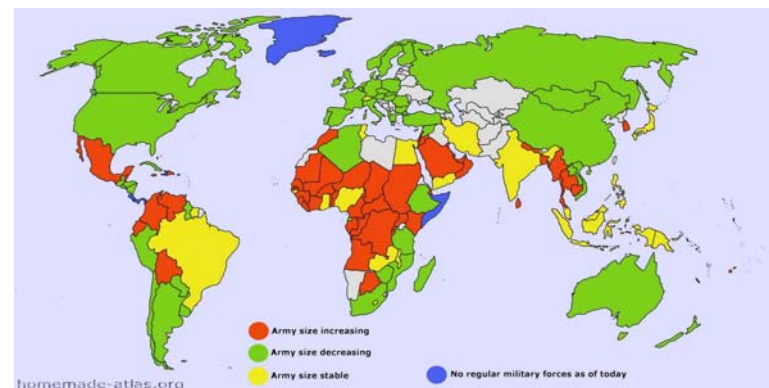 Army size increasing
Army size decreasing
Army size stable
No regular military forces as of today
homemade-atlas.org